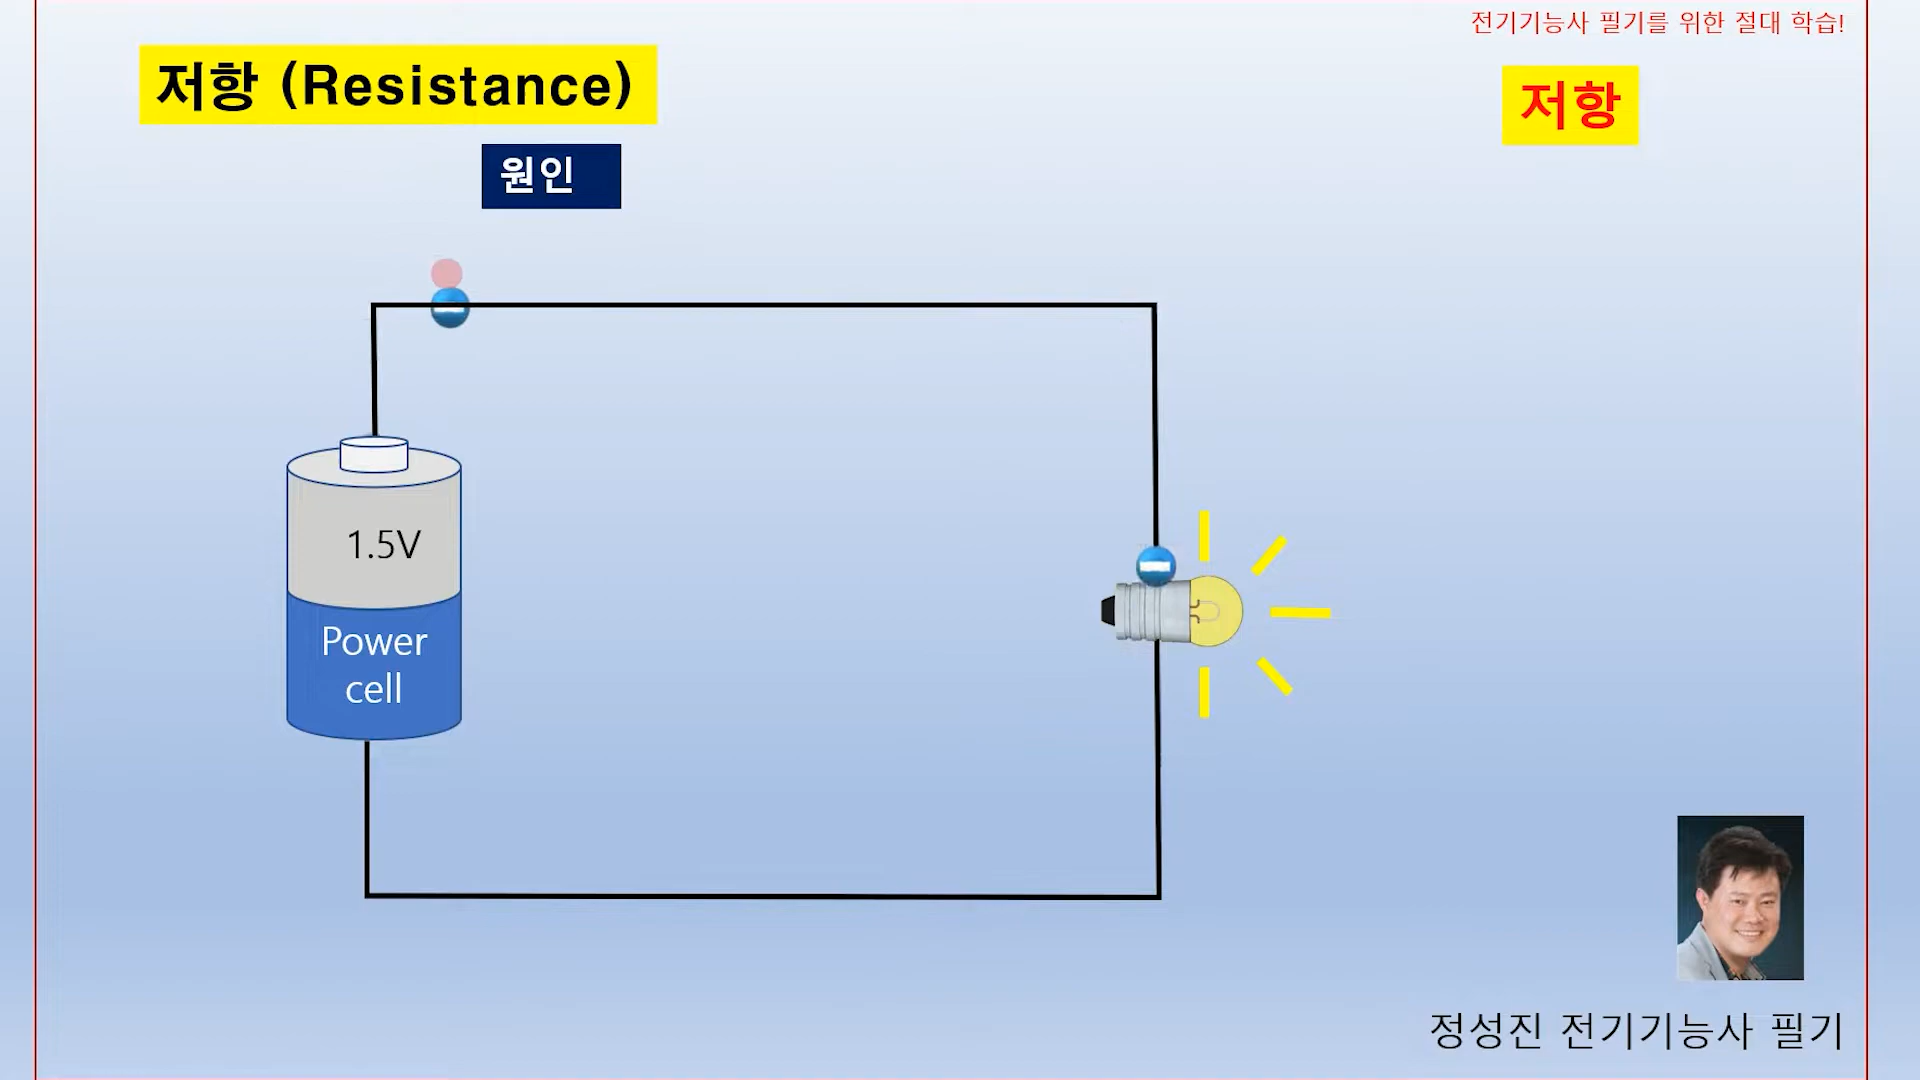 전기기능사 필기를 위한 절대 학습!
저항 (Resistance)
저항
원인
1.5V
Power
cell
정성진 전기기능사 필기